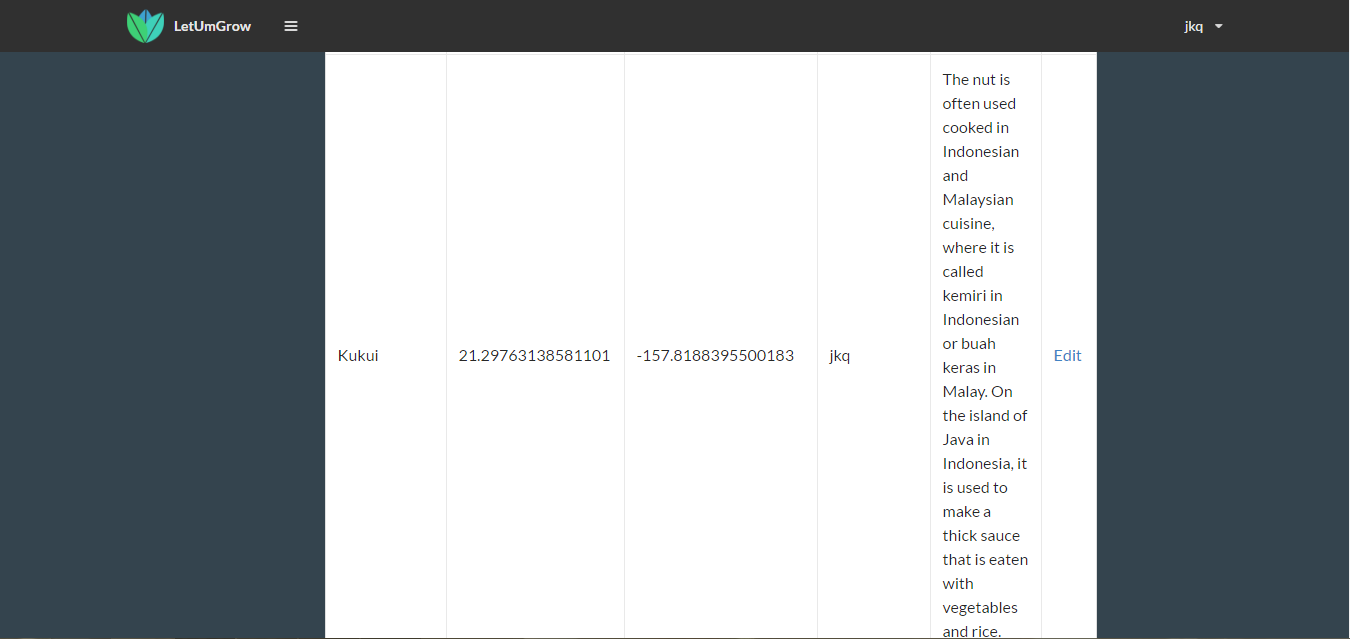 LetUmGrow
jkq
Kukui
21.29763138581101
-157.8188395500183
jkq
The nut is
often used
cooked in
Indonesian
and
Malaysian
cuisine,
where it is
called
kemiri in
Indonesian
or buah
keras in
Malay. On
the island of
Java in
Indonesia, it
is used to
make a
thick sauce
that is eaten
with
vegetables
and rice.
Edit